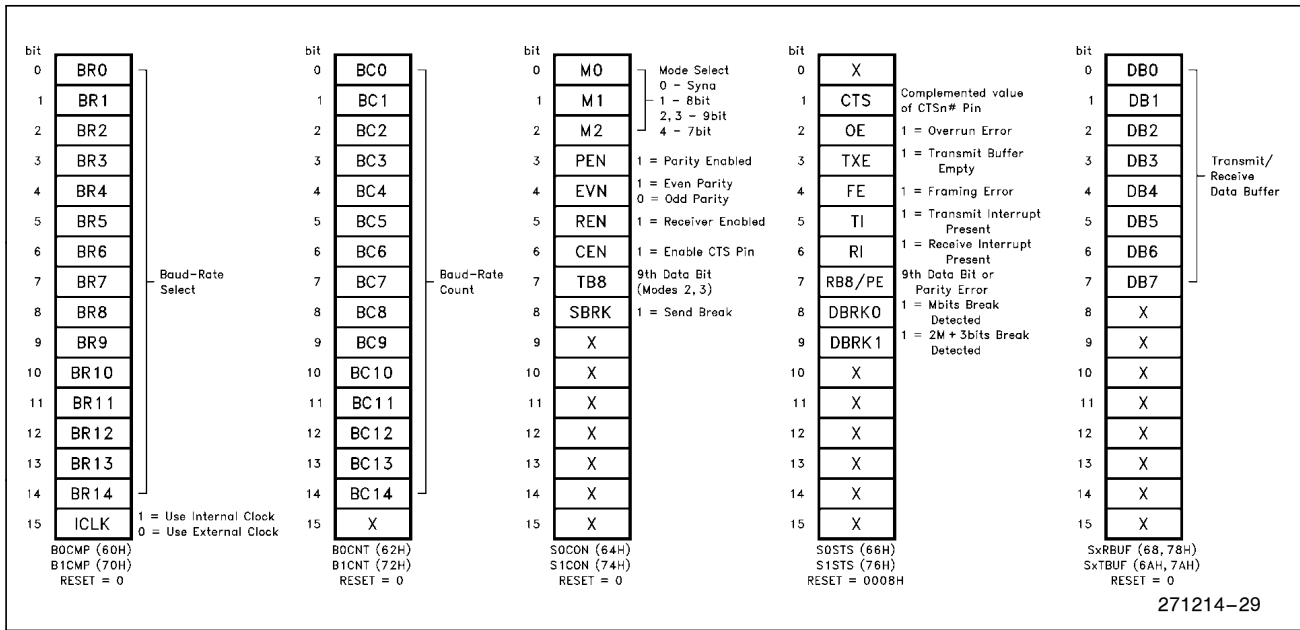 bit
0 BR0
1 BR1
2 BR2
3 BR3
4 BR4
5 BR5
6 BR6
7 BR7
8 BR8
9 BR9
10 BR10
11 BR11
12 BR12
13 BR13
14 BR14
15 ICLK
Baud-Rate
Select
1 = Use Internal Clock
0 = Use External Clock
B0CMP (60H)
B1CMP (70H)
RESET = 0
bit
0 BC0
1 BC1
2 BC2
3 BC3
4 BC4
5 BC5
6 BC6
7 BC7
8 BC8
9 BC9
10 BC10
11 BC11
12 BC12
13 BC13
14 BC14
15 X
Baud-Rate
Count
B0CNT (62H)
B1CNT (72H)
RESET = 0
bit
0 M0
1 M1
2 M2
Mode Select
0 - Syna
1 - 8bit
2, 3 - 9bit
4 - 7bit
3 PEN 1 = Parity Enabled
4 EVN 1 = Even Parity
0 = Odd Parity
5 REN 1 = Receiver Enabled
6 CEN 1 = Enable CTS Pin
7 TB8 9th Data Bit
(Modes 2, 3)
8 SBRK 1 = Send Break
9 X
10 X
11 X
12 X
13 X
14 X
15 X
S0CON (64H)
S1CON (74H)
RESET = 0
bit
0 X
1 CTS Complemented value
of CTSn# Pin
2 OE 1 = Overrun Error
3 TXE 1 = Transmit Buffer
Empty
4 FE 1 = Framing Error
5 TI 1 = Transmit Interrupt
Present
6 RI 1 = Receive Interrupt
Present
7 RB8/PE 9th Data Bit or
Parity Error
8 DBRK0 1 = Mbits Break
Detected
9 DBRK1 1 = 2M + 3bits Break
Detected
10 X
11 X
12 X
13 X
14 X
15 X
S0STS (66H)
S1STS (76H)
RESET = 0008H
bit
0 DB0
1 DB1
2 DB2
3 DB3
4 DB4
5 DB5
6 DB6
7 DB7
8 X
9 X
10 X
11 X
12 X
13 X
14 X
15 X
Transmit/
Receive
Data Buffer
SxRBUF (68, 78H)
SxTBUF (6AH, 7AH)
RESET = 0
271214-29